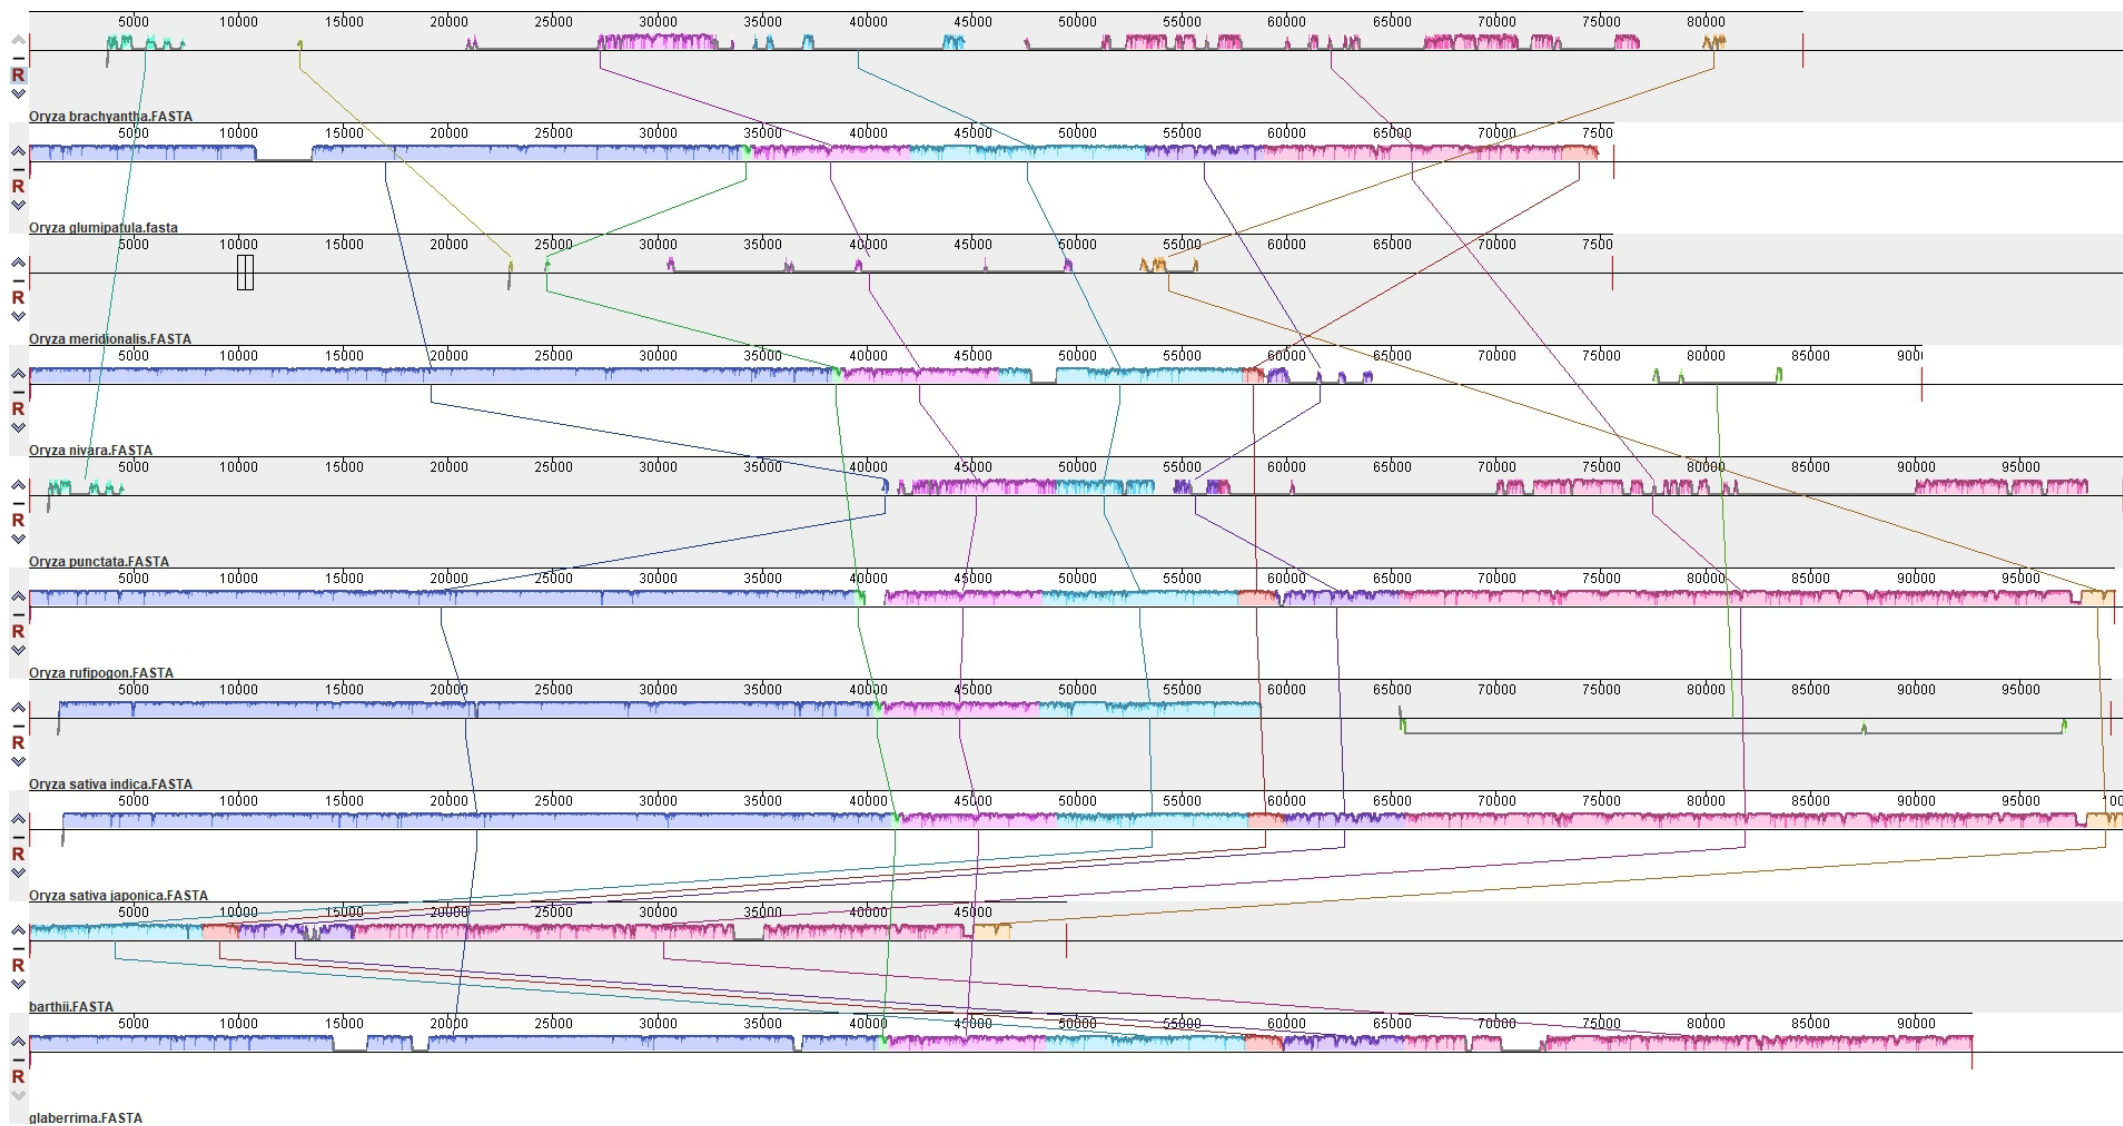 5000 10000 15000 20000 25000 30000 35000 40000 45000 50000 55000 60000 65000 70000 75000 80000
R
Oryza brachyantha.FASTA
5000 10000 15000 20000 25000 30000 35000 40000 45000 50000 55000 60000 65000 70000 7500
R
Oryza glumipatula.fasta
5000 10000 15000 20000 25000 30000 35000 40000 45000 50000 55000 60000 65000 70000 7500
R
Oryza meridionalis.FASTA
5000 10000 15000 20000 25000 30000 35000 40000 45000 50000 55000 60000 65000 70000 75000 80000 85000 900
R
Oryza nivara.FASTA
5000 10000 15000 20000 25000 30000 35000 40000 45000 50000 55000 60000 65000 70000 75000 80000 85000 90000 95000
R
Oryza punctata.FASTA
5000 10000 15000 20000 25000 30000 35000 40000 45000 50000 55000 60000 65000 70000 75000 80000 85000 90000 95000
R
Oryza rufipogon.FASTA
5000 10000 15000 20000 25000 30000 35000 40000 45000 50000 55000 60000 65000 70000 75000 80000 85000 90000 95000
R
Oryza sativa indica.FASTA
5000 10000 15000 20000 25000 30000 35000 40000 45000 50000 55000 60000 65000 70000 75000 80000 85000 90000 95000
R
Oryza sativa japonica.FASTA
5000 10000 15000 20000 25000 30000 35000 40000 45000
R
barthii.FASTA
5000 10000 15000 20000 25000 30000 35000 40000 45000 50000 55000 60000 65000 70000 75000 80000 85000 90000
R
glaberrima.FASTA